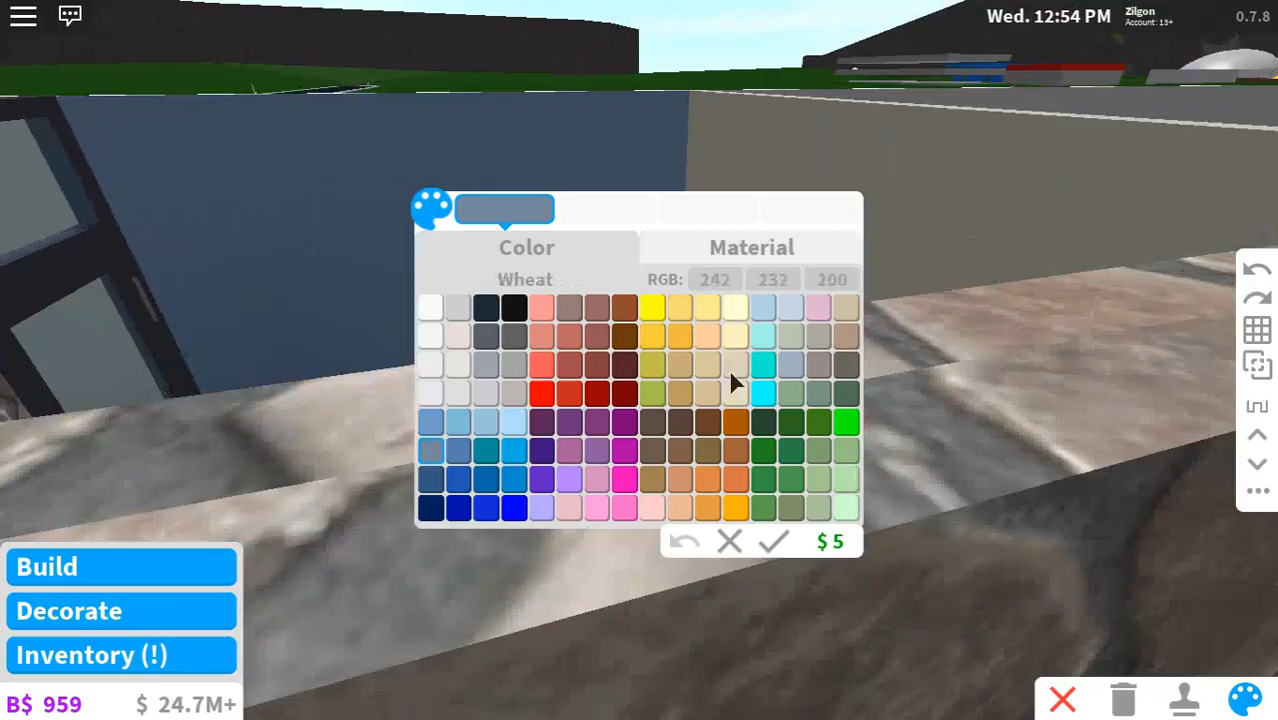 Wed. 12:54 PM
Zilgon
Account: 13+
0.7.8
Color
Material
Wheat
RGB: 242 232 200
$ 5
Build
Decorate
Inventory (!)
B$ 959
$ 24.7M+